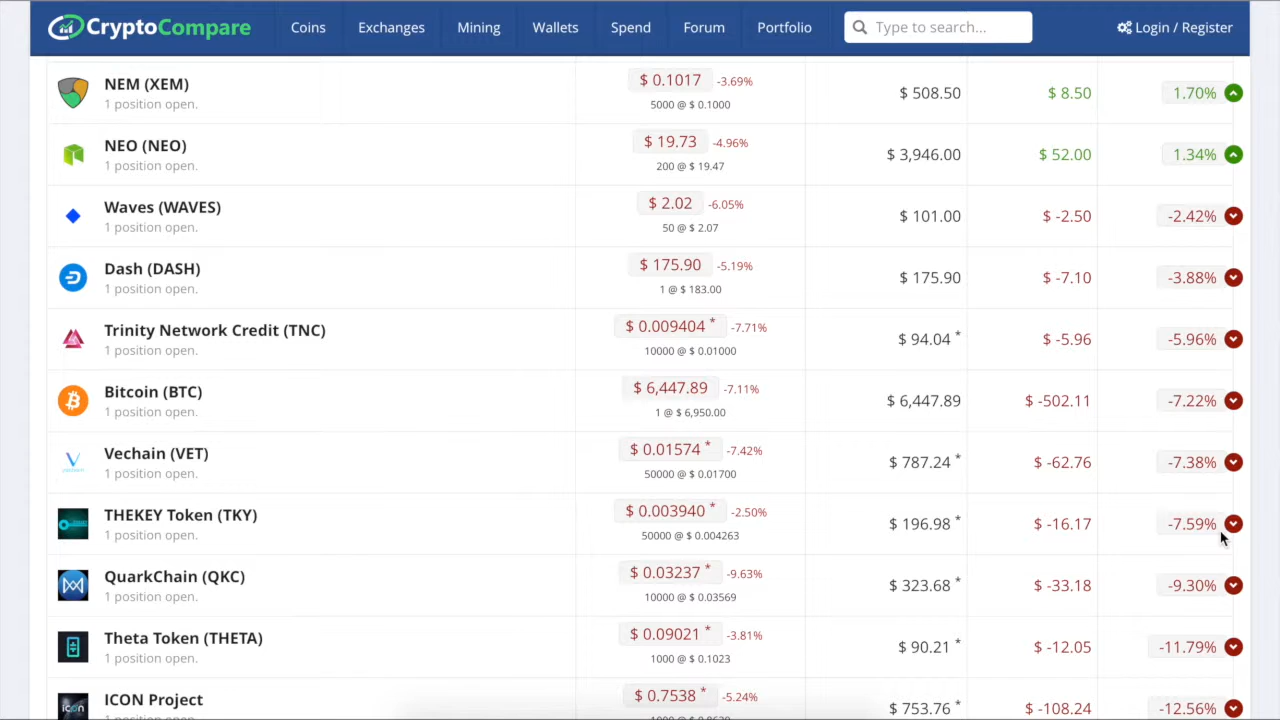 CryptoCompare Coins Exchanges Mining Wallets Spend Forum Portfolio Type to search... Login / Register
NEM (XEM) $ 0.1017 -3.69% $ 508.50 $ 8.50 1.70%
1 position open. 5000 @ $ 0.1000
NEO (NEO) $ 19.73 -4.96% $ 3,946.00 $ 52.00 1.34%
1 position open. 200 @ $ 19.47
Waves (WAVES) $ 2.02 -6.05% $ 101.00 $ -2.50 -2.42%
1 position open. 50 @ $ 2.07
Dash (DASH) $ 175.90 -5.19% $ 175.90 $ -7.10 -3.88%
1 position open. 1 @ $ 183.00
Trinity Network Credit (TNC) $ 0.009404 * -7.71% $ 94.04 * $ -5.96 -5.96%
1 position open. 10000 @ $ 0.01000
Bitcoin (BTC) $ 6,447.89 -7.11% $ 6,447.89 $ -502.11 -7.22%
1 position open. 1 @ $ 6,950.00
Vechain (VET) $ 0.01574 * -7.42% $ 787.24 * $ -62.76 -7.38%
1 position open. 50000 @ $ 0.01700
THEKEY Token (TKY) $ 0.003940 * -2.50% $ 196.98 * $ -16.17 -7.59%
1 position open. 50000 @ $ 0.004263
QuarkChain (QKC) $ 0.03237 * -9.63% $ 323.68 * $ -33.18 -9.30%
1 position open. 10000 @ $ 0.03569
Theta Token (THETA) $ 0.09021 * -3.81% $ 90.21 * $ -12.05 -11.79%
1 position open. 1000 @ $ 0.1023
ICON Project $ 0.7538 * -5.24% $ 753.76 * $ -108.24 -12.56%